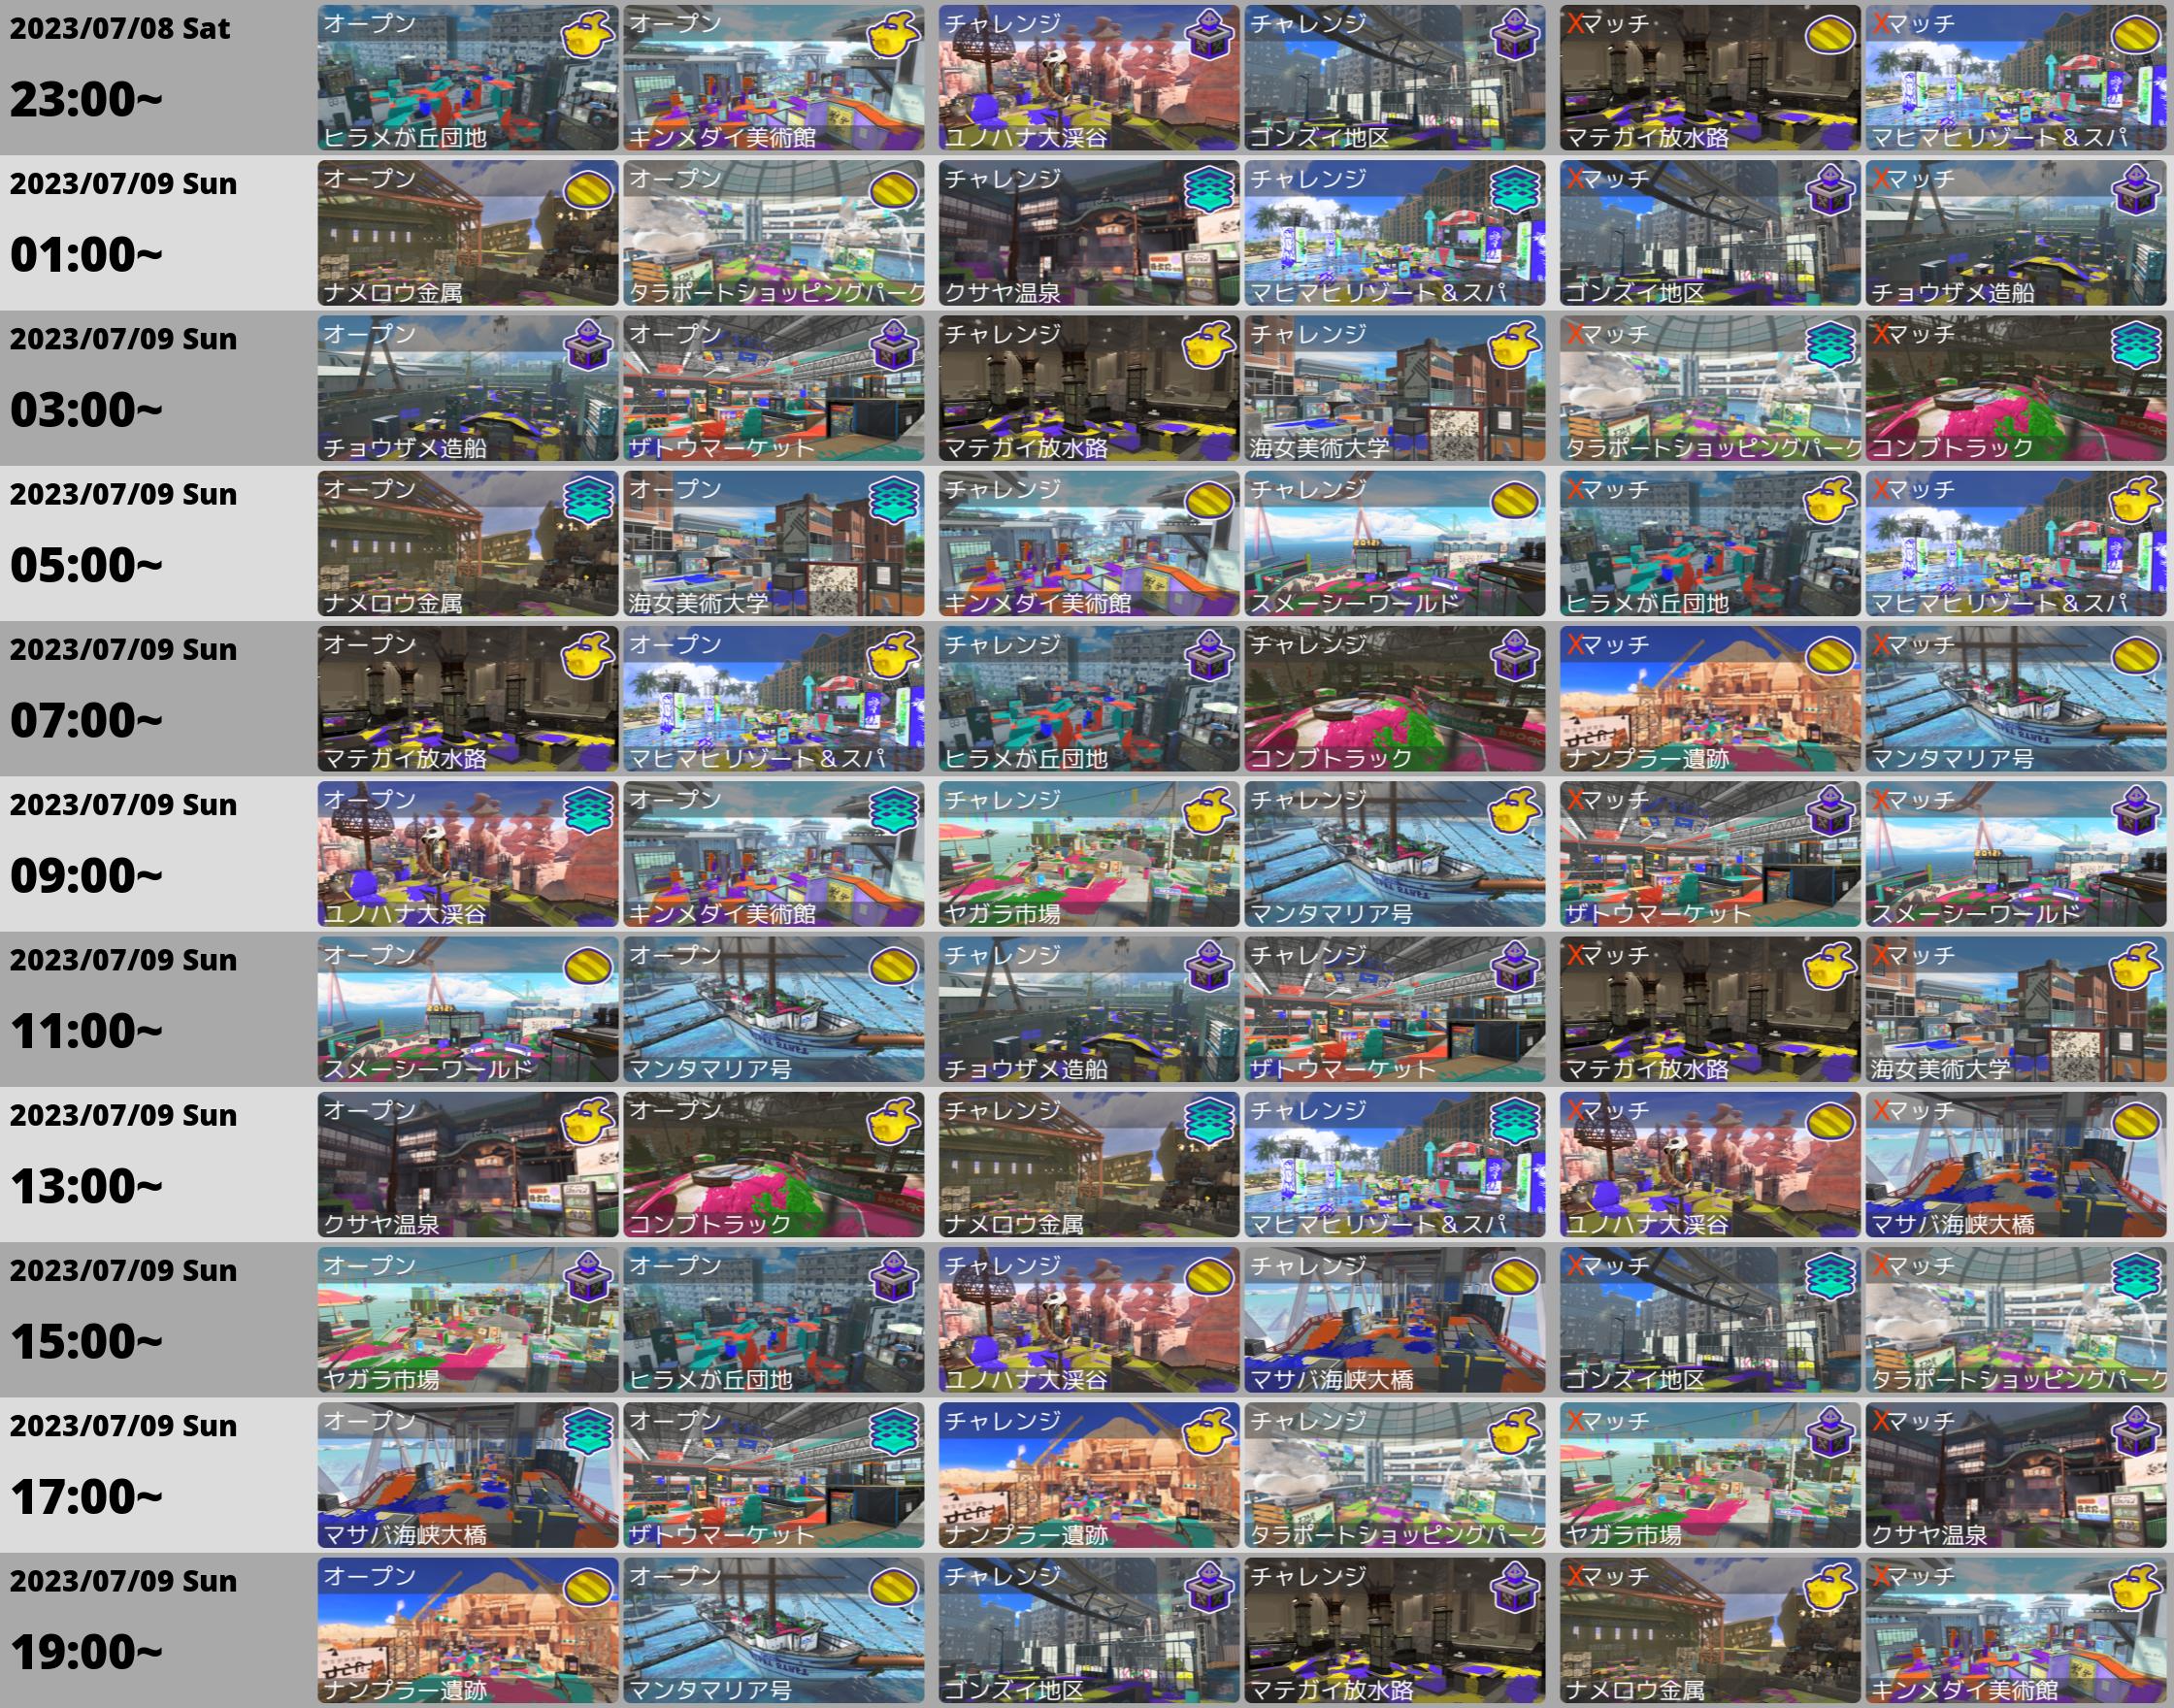 2023/07/08 Sat
23:00~
オープン オープン チャレンジ チャレンジ Xマッチ Xマッチ
ヒラメが丘団地 キンメダイ美術館 ユノハナ大渓谷 ゴンズイ地区 マテガイ放水路 マヒマヒリゾート＆スパ
2023/07/09 Sun
01:00~
オープン オープン チャレンジ チャレンジ Xマッチ Xマッチ
ナメロウ金属 タラポートショッピングパーク クサヤ温泉 マヒマヒリゾート＆スパ ゴンズイ地区 チョウザメ造船
2023/07/09 Sun
03:00~
オープン オープン チャレンジ チャレンジ Xマッチ Xマッチ
チョウザメ造船 ザトウマーケット マテガイ放水路 海女美術大学 タラポートショッピングパーク コンブトラック
2023/07/09 Sun
05:00~
オープン オープン チャレンジ チャレンジ Xマッチ Xマッチ
ナメロウ金属 海女美術大学 キンメダイ美術館 スメーシーワールド ヒラメが丘団地 マヒマヒリゾート＆スパ
2023/07/09 Sun
07:00~
オープン オープン チャレンジ チャレンジ Xマッチ Xマッチ
マテガイ放水路 マヒマヒリゾート＆スパ ヒラメが丘団地 コンブトラック ナンプラー遺跡 マンタマリア号
2023/07/09 Sun
09:00~
オープン オープン チャレンジ チャレンジ Xマッチ Xマッチ
ユノハナ大渓谷 キンメダイ美術館 ヤガラ市場 マンタマリア号 ザトウマーケット スメーシーワールド
2023/07/09 Sun
11:00~
オープン オープン チャレンジ チャレンジ Xマッチ Xマッチ
スメーシーワールド マンタマリア号 チョウザメ造船 ザトウマーケット マテガイ放水路 海女美術大学
2023/07/09 Sun
13:00~
オープン オープン チャレンジ チャレンジ Xマッチ Xマッチ
クサヤ温泉 コンブトラック ナメロウ金属 マヒマヒリゾート＆スパ ユノハナ大渓谷 マサバ海峡大橋
2023/07/09 Sun
15:00~
オープン オープン チャレンジ チャレンジ Xマッチ Xマッチ
ヤガラ市場 ヒラメが丘団地 ユノハナ大渓谷 マサバ海峡大橋 ゴンズイ地区 タラポートショッピングパーク
2023/07/09 Sun
17:00~
オープン オープン チャレンジ チャレンジ Xマッチ Xマッチ
マサバ海峡大橋 ザトウマーケット ナンプラー遺跡 タラポートショッピングパーク ヤガラ市場 クサヤ温泉
2023/07/09 Sun
19:00~
オープン オープン チャレンジ チャレンジ Xマッチ Xマッチ
ナンプラー遺跡 マンタマリア号 ゴンズイ地区 マテガイ放水路 ナメロウ金属 キンメダイ美術館